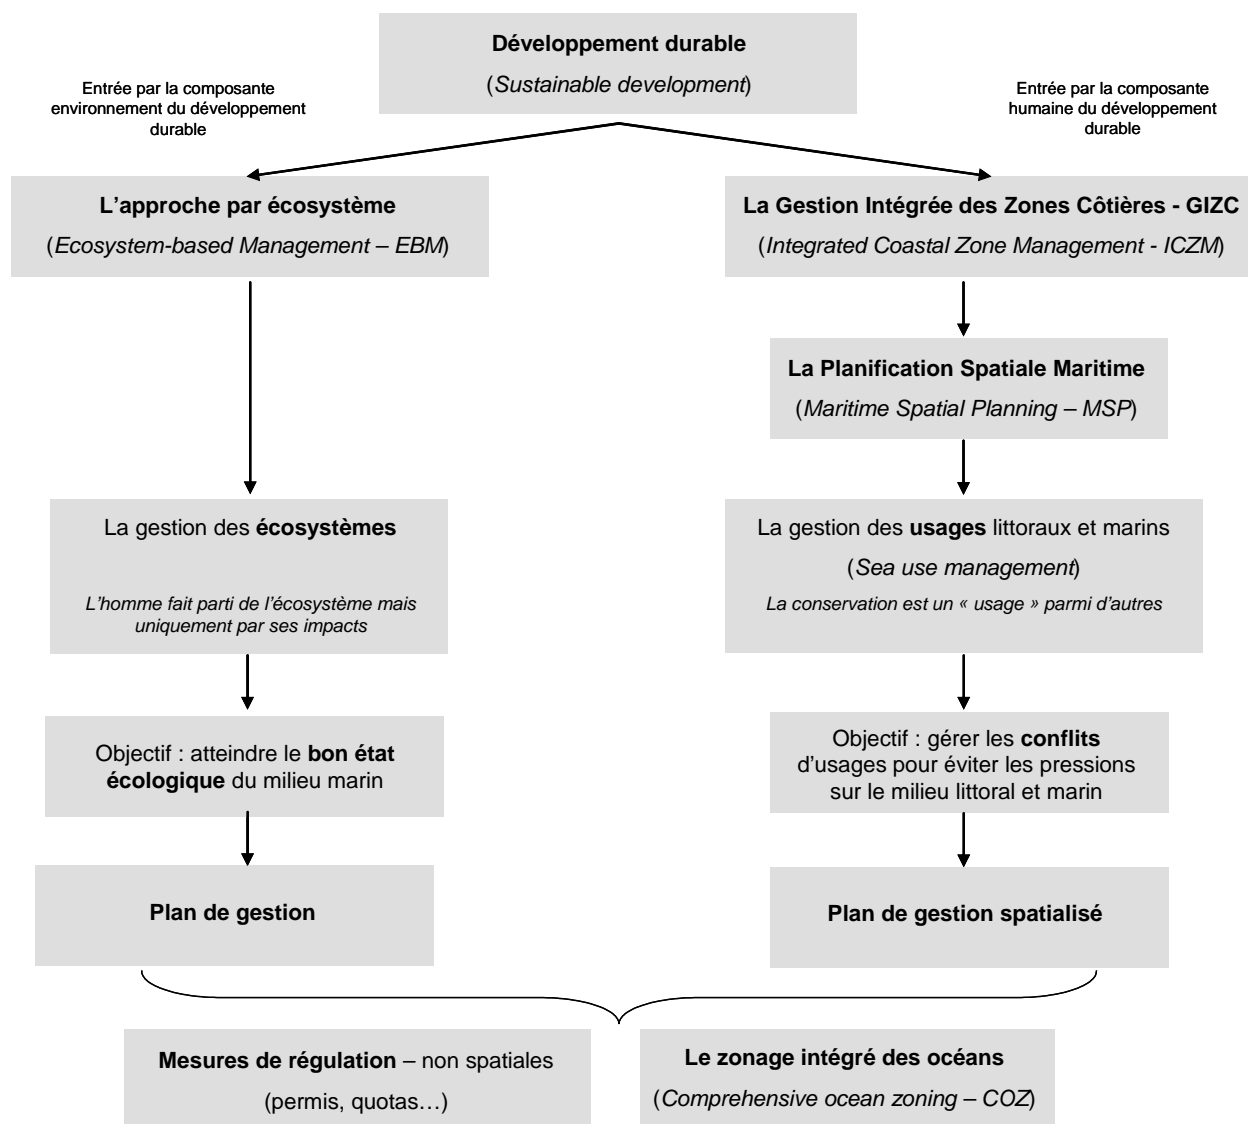 Développement durable
(Sustainable development)
Entrée par la composante
environnement du développement
durable
Entrée par la composante
humaine du développement
durable
L'approche par écosystème
(Ecosystem-based Management – EBM)
La Gestion Intégrée des Zones Côtières - GIZC
(Integrated Coastal Zone Management - ICZM)
La Planification Spatiale Maritime
(Maritime Spatial Planning – MSP)
La gestion des écosystèmes
L'homme fait parti de l'écosystème mais
uniquement par ses impacts
La gestion des usages littoraux et marins
(Sea use management)
La conservation est un « usage » parmi d'autres
Objectif : atteindre le bon état
écologique du milieu marin
Objectif : gérer les conflits
d'usages pour éviter les pressions
sur le milieu littoral et marin
Plan de gestion
Plan de gestion spatialisé
Mesures de régulation – non spatiales
(permis, quotas…)
Le zonage intégré des océans
(Comprehensive ocean zoning – COZ)